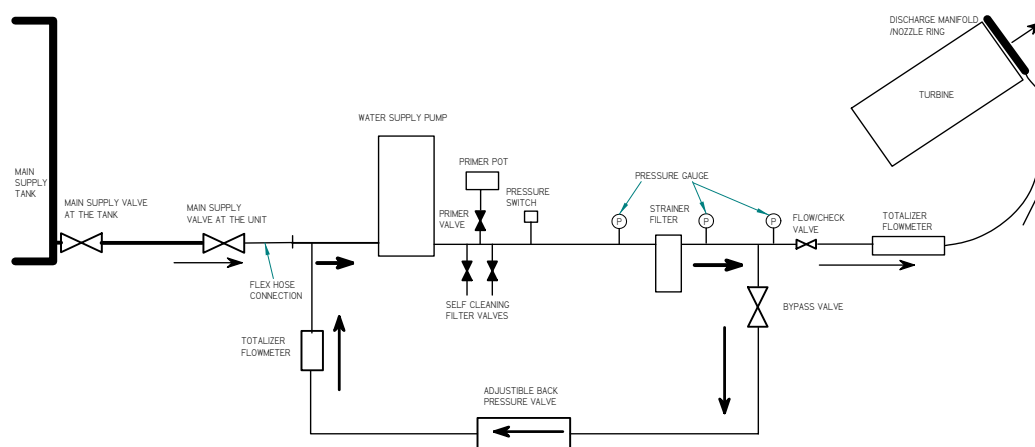 DISCHARGE MANIFOLD
/NOZZLE RING
TURBINE
WATER SUPPLY PUMP
MAIN
SUPPLY
TANK
MAIN SUPPLY VALVE
AT THE TANK
MAIN SUPPLY
VALVE AT THE UNIT
PRIMER POT
PRESSURE
SWITCH
PRIMER
VALVE
PRESSURE GAUGE
STRAINER
FILTER
P
P
P
FLOW/CHECK
VALVE
TOTALIZER
FLOWMETER
FLEX HOSE
CONNECTION
SELF CLEANING
FILTER VALVES
BYPASS VALVE
TOTALIZER
FLOWMETER
ADJUSTIBLE BACK
PRESSURE VALVE